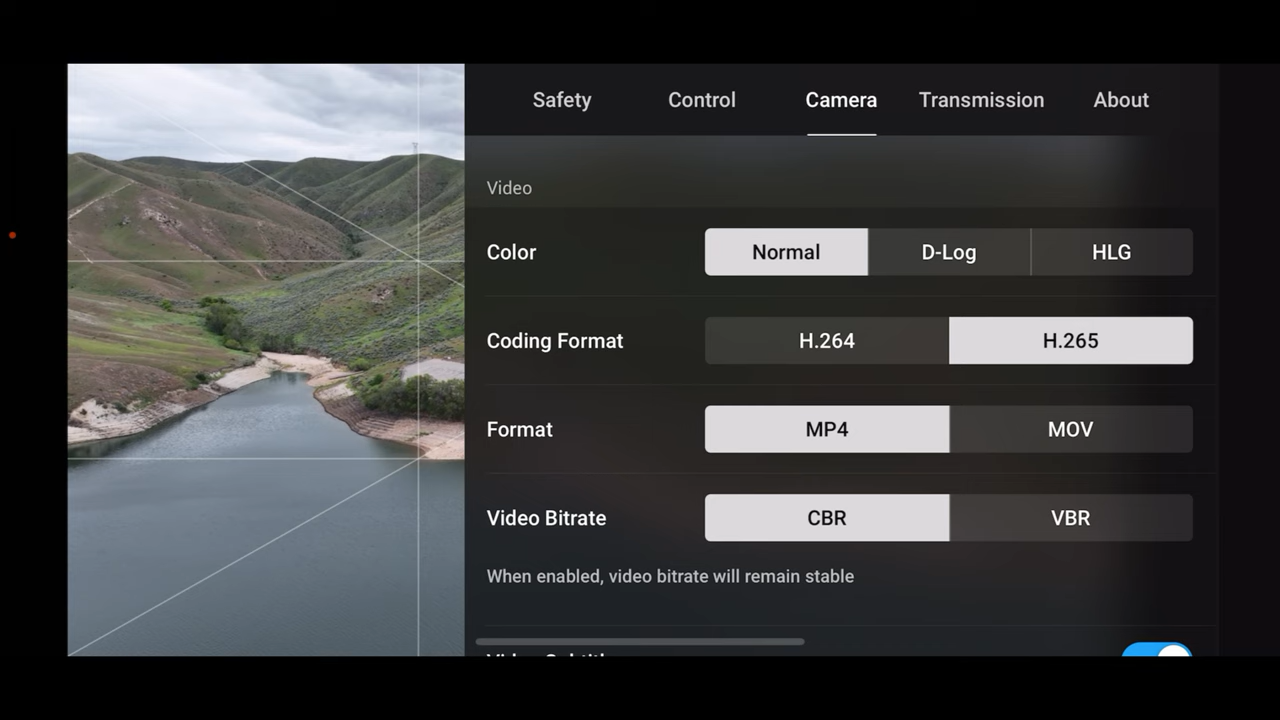 Safety Control Camera Transmission About
Video
Color Normal D-Log HLG
Coding Format H.264 H.265
Format MP4 MOV
Video Bitrate CBR VBR
When enabled, video bitrate will remain stable